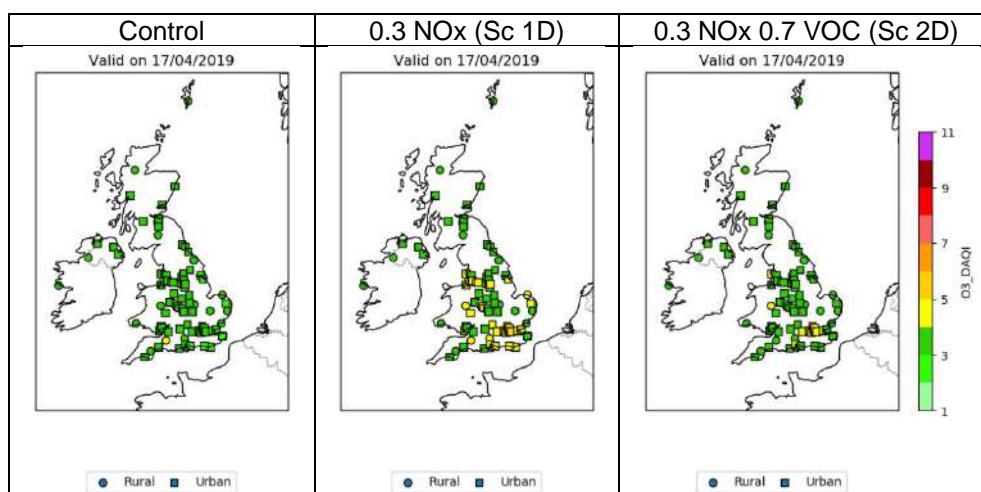 Control
0.3 NOx (Sc 1D)
0.3 NOx 0.7 VOC (Sc 2D)
Valid on 17/04/2019
Valid on 17/04/2019
Valid on 17/04/2019
11
9
7
5
3
1
O3_DAQI
Rural Urban
Rural Urban
Rural Urban